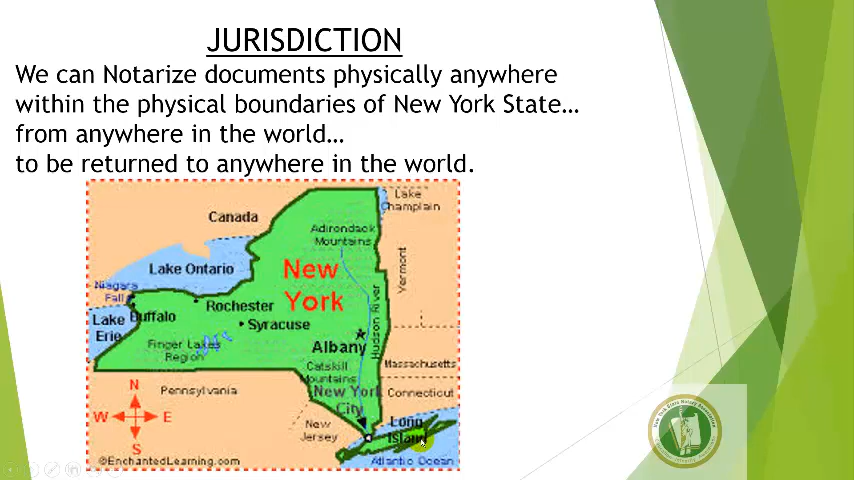 JURISDICTION
We can Notarize documents physically anywhere
within the physical boundaries of New York State…
from anywhere in the world…
to be returned to anywhere in the world.
Lake
Champlain
Canada
Adirondack
Mountains
Vermont
Lake Ontario
New
York
Niagara
Fall
Rochester
Buffalo
Lake
Erie
Syracuse
Hudson River
Finger Lakes
Region
Albany
Catskill
Mountains
Massachusetts
Pennsylvania
New York
City
Connecticut
N
W
E
S
New
Jersey
Long
Island
©EnchantedLearning.com
Atlantic Ocean